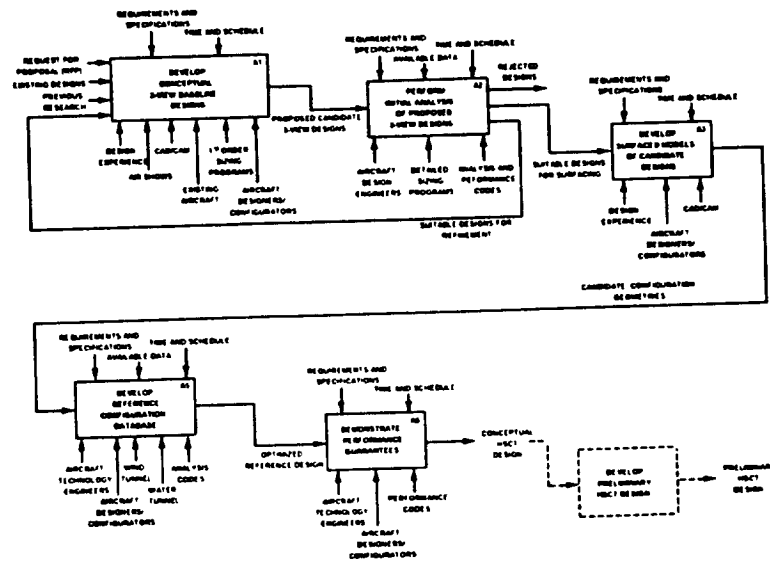 REQUIREMENTS AND
SPECIFICATIONS
TIME AND SCHEDULE
REQUEST FOR
PROPOSAL (RFP)
EXISTING DESIGNS
PREVIOUS
RESEARCH
A1
DEVELOP
CONCEPTUAL
3-VIEW BASELINE
DESIGNS
DESIGN
EXPERIENCE
AIR SHOWS
CAD/CAM
EXISTING
AIRCRAFT
1st ORDER
SIZING
PROGRAMS
AIRCRAFT
DESIGNERS/
CONFIGURATORS
PROPOSED CANDIDATE
3-VIEW DESIGNS
REQUIREMENTS AND
SPECIFICATIONS
AVAILABLE DATA
TIME AND SCHEDULE
A2
PERFORM
INITIAL ANALYSIS
OF PROPOSED
3-VIEW DESIGNS
REJECTED
DESIGNS
AIRCRAFT
DESIGN
ENGINEERS
DETAILED
SIZING
PROGRAMS
ANALYSIS AND
PERFORMANCE
CODES
SUITABLE DESIGNS FOR
REFINEMENT
SUITABLE DESIGNS
FOR SURFACING
REQUIREMENTS AND
SPECIFICATIONS
TIME AND SCHEDULE
A3
DEVELOP
SURFACED MODELS
OF CANDIDATE
DESIGNS
DESIGN
EXPERIENCE
CAD/CAM
AIRCRAFT
DESIGNERS/
CONFIGURATORS
CANDIDATE CONFIGURATION
GEOMETRIES
REQUIREMENTS AND
SPECIFICATIONS
AVAILABLE DATA
TIME AND SCHEDULE
DEVELOP
REFERENCE
CONFIGURATION
DATABASE
AIRCRAFT
TECHNOLOGY
ENGINEERS
AIRCRAFT
DESIGNERS/
CONFIGURATORS
WIND
TUNNEL
WATER
TUNNEL
ANALYSIS
CODES
OPTIMIZED
REFERENCE DESIGN
REQUIREMENTS AND
SPECIFICATIONS
TIME AND SCHEDULE
DEMONSTRATE
PERFORMANCE
GUARANTEES
AIRCRAFT
TECHNOLOGY
ENGINEERS
AIRCRAFT
DESIGNERS/
CONFIGURATORS
PERFORMANCE
CODES
CONCEPTUAL
HSCT
DESIGN
DEVELOP
PRELIMINARY
HSCT DESIGN
PRELIMINARY
HSCT
DESIGN